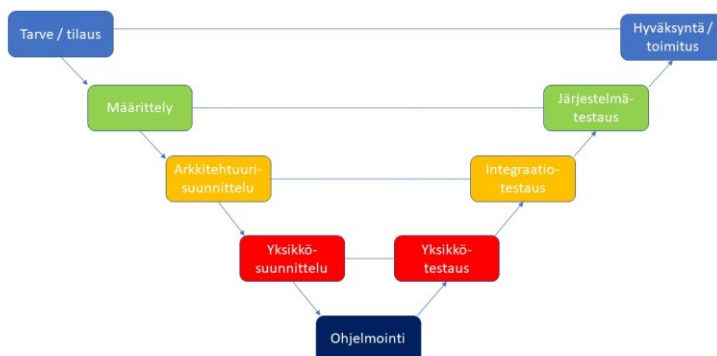 Tarve / tilaus
Hyväksyntä /
toimitus
Määrittely
Järjestelmä-
testaus
Arkkitehtuuri-
suunnittelu
Integraatio-
testaus
Yksikkö-
suunnittelu
Yksikkö-
testaus
Ohjelmointi